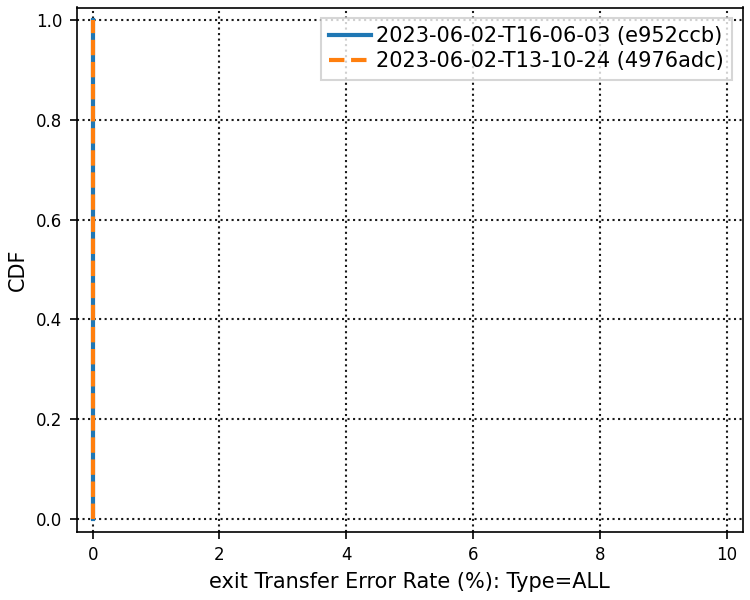 2023-06-02-T16-06-03 (e952ccb)
2023-06-02-T13-10-24 (4976adc)
1.0
0.8
0.6
0.4
0.2
0.0
CDF
0 2 4 6 8 10
exit Transfer Error Rate (%): Type=ALL